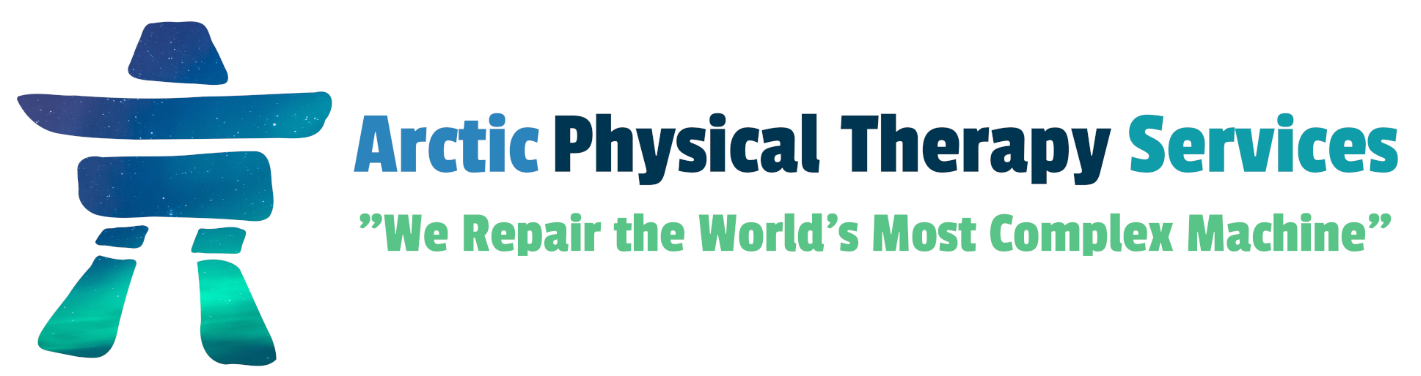 Arctic Physical Therapy Services
”We Repair the World’s Most Complex Machine”